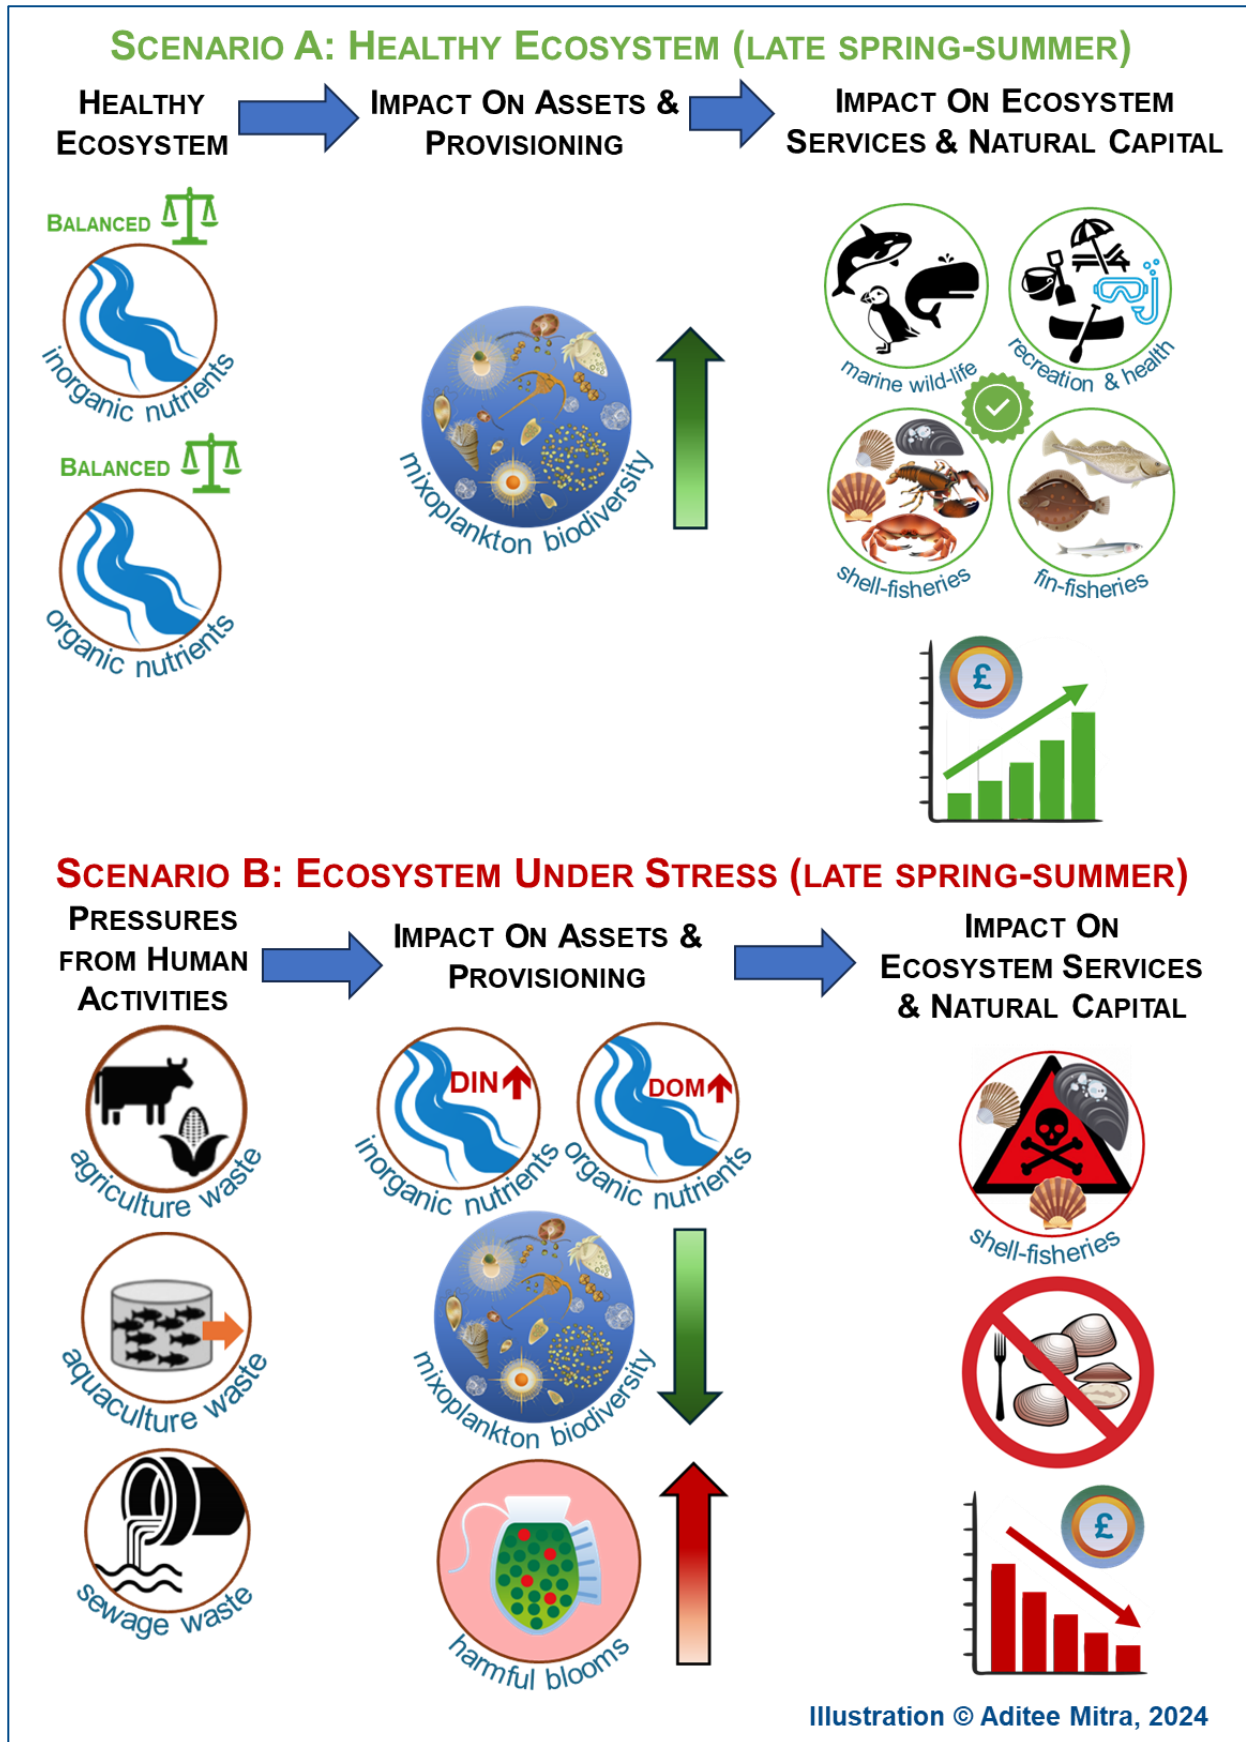 SCENARIO A: HEALTHY ECOSYSTEM (LATE SPRING-SUMMER)
HEALTHY
ECOSYSTEM
IMPACT ON ASSETS &
PROVISIONING
IMPACT ON ECOSYSTEM
SERVICES & NATURAL CAPITAL
BALANCED
inorganic nutrients
BALANCED
organic nutrients
mixoplankton biodiversity
marine wild-life
recreation & health
shell-fisheries
fin-fisheries
£
SCENARIO B: ECOSYSTEM UNDER STRESS (LATE SPRING-SUMMER)
PRESSURES
FROM HUMAN
ACTIVITIES
IMPACT ON ASSETS &
PROVISIONING
IMPACT ON
ECOSYSTEM SERVICES
& NATURAL CAPITAL
agriculture waste
aquaculture waste
sewage waste
DIN
inorganic nutrients
DOM
organic nutrients
mixoplankton biodiversity
harmful blooms
shell-fisheries
£
Illustration © Aditee Mitra, 2024